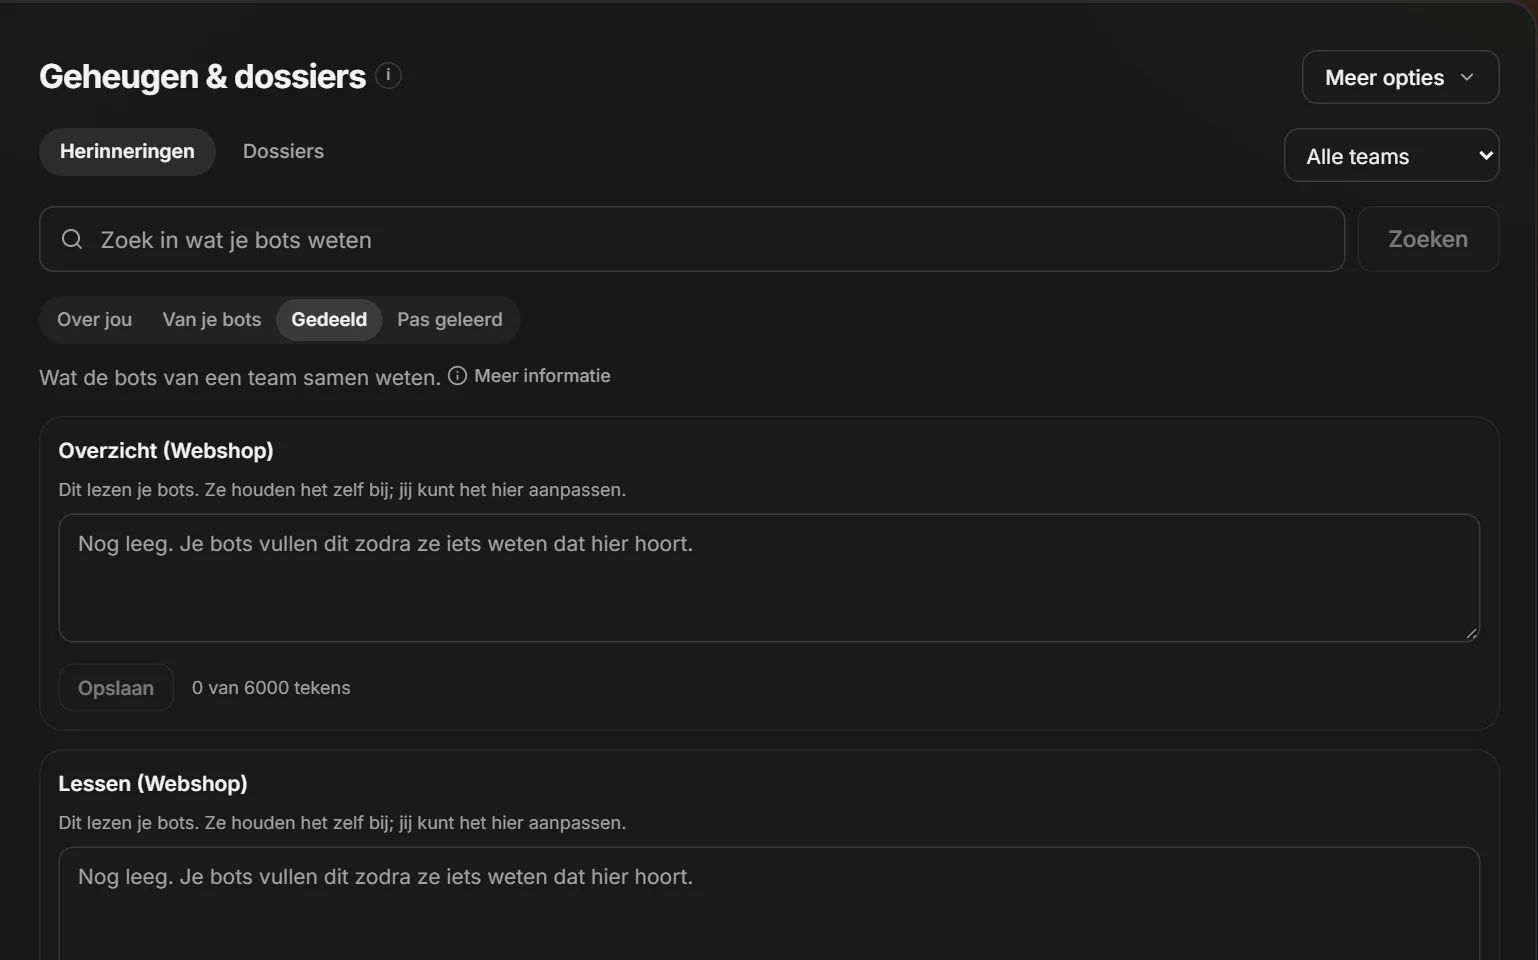 Geheugen & dossiers
Meer opties
Herinneringen
Dossiers
Alle teams
Zoek in wat je bots weten
Zoeken
Over jou
Van je bots
Gedeeld
Pas geleerd
Wat de bots van een team samen weten. Meer informatie
Overzicht (Webshop)
Dit lezen je bots. Ze houden het zelf bij; jij kunt het hier aanpassen.
Nog leeg. Je bots vullen dit zodra ze iets weten dat hier hoort.
Opslaan
0 van 6000 tekens
Lessen (Webshop)
Dit lezen je bots. Ze houden het zelf bij; jij kunt het hier aanpassen.
Nog leeg. Je bots vullen dit zodra ze iets weten dat hier hoort.